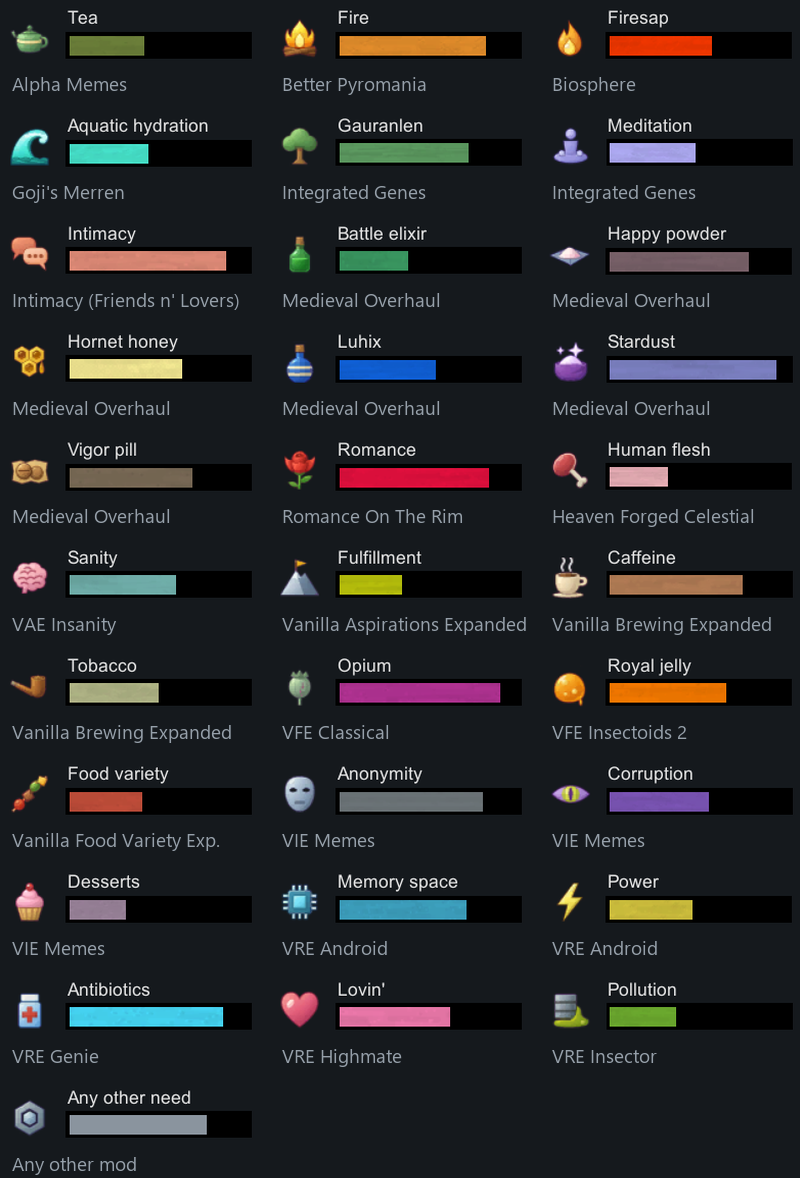 Tea
Alpha Memes
Fire
Better Pyromania
Firesap
Biosphere
Aquatic hydration
Goji's Merren
Gauranlen
Integrated Genes
Meditation
Integrated Genes
Intimacy
Intimacy (Friends n' Lovers)
Battle elixir
Medieval Overhaul
Happy powder
Medieval Overhaul
Hornet honey
Medieval Overhaul
Luhix
Medieval Overhaul
Stardust
Medieval Overhaul
Vigor pill
Medieval Overhaul
Romance
Romance On The Rim
Human flesh
Heaven Forged Celestial
Sanity
VAE Insanity
Fulfillment
Vanilla Aspirations Expanded
Caffeine
Vanilla Brewing Expanded
Tobacco
Vanilla Brewing Expanded
Opium
VFE Classical
Royal jelly
VFE Insectoids 2
Food variety
Vanilla Food Variety Exp.
Anonymity
VIE Memes
Corruption
VIE Memes
Desserts
VIE Memes
Memory space
VRE Android
Power
VRE Android
Antibiotics
VRE Genie
Lovin'
VRE Highmate
Pollution
VRE Insector
Any other need
Any other mod